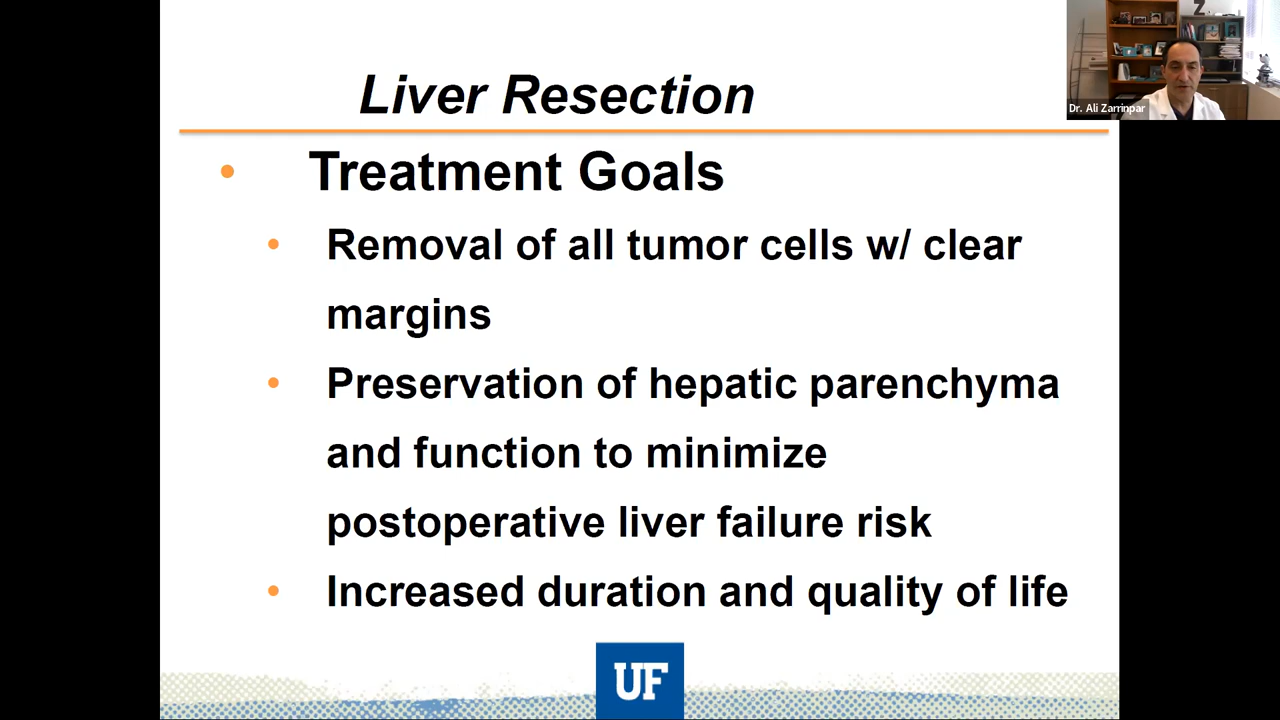 Liver Resection
Dr. Ali Zarrinpar
• Treatment Goals
• Removal of all tumor cells w/ clear
margins
• Preservation of hepatic parenchyma
and function to minimize
postoperative liver failure risk
• Increased duration and quality of life
UF